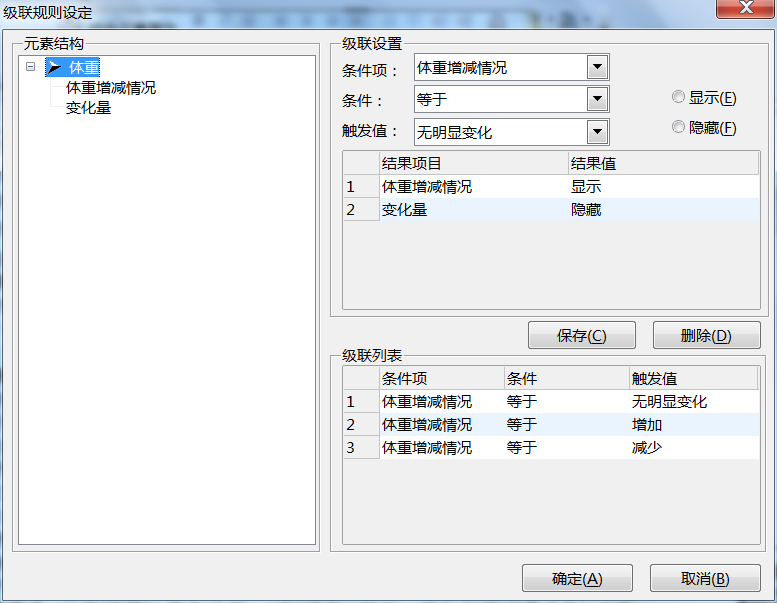 级联规则设定
元素结构
体重
体重增减情况
变化量
级联设置
条件项：
体重增减情况
条件：
等于
显示(E)
触发值：
无明显变化
隐藏(F)
结果项目 结果值
1 体重增减情况 显示
2 变化量 隐藏
保存(C) 删除(D)
级联列表
条件项 条件 触发值
1 体重增减情况 等于 无明显变化
2 体重增减情况 等于 增加
3 体重增减情况 等于 减少
确定(A) 取消(B)